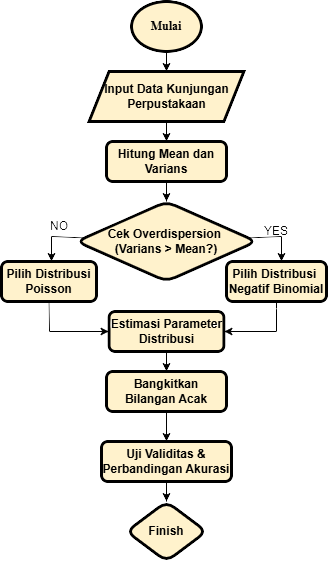 Mulai
Input Data Kunjungan
Perpustakaan
Hitung Mean dan
Varians
Cek Overdispersion
(Varians > Mean?)
NO
YES
Pilih Distribusi
Poisson
Pilih Distribusi
Negatif Binomial
Estimasi Parameter
Distribusi
Bangkitkan
Bilangan Acak
Uji Validitas &
Perbandingan Akurasi
Finish